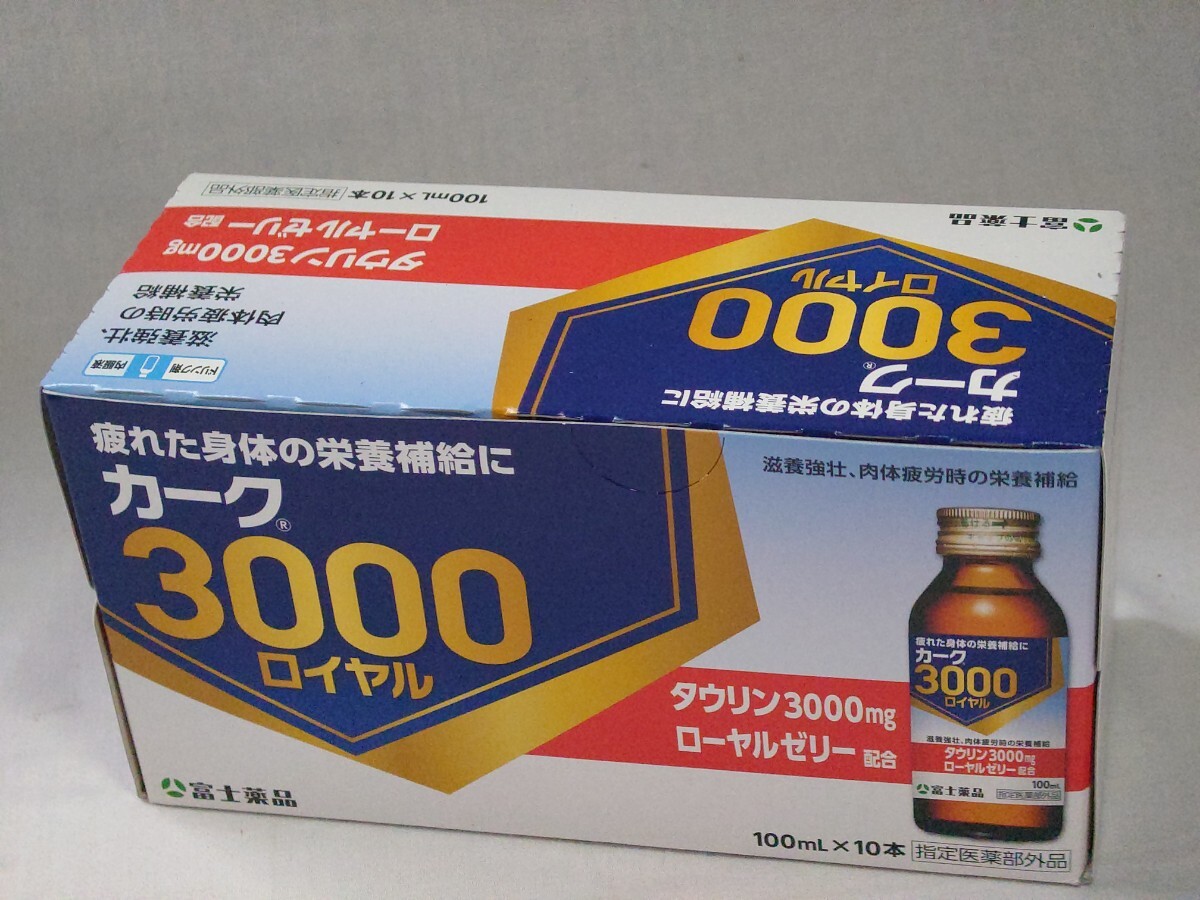 100mL×10本 指定医薬部外品
タウリン3000mg
ローヤルゼリー 配合
滋養強壮、
肉体疲労時の
栄養補給
ドリンク剤 内服液
富士薬品
疲れた身体の栄養補給に
カーク®
3000
ロイヤル
疲れた身体の栄養補給に
カーク®
3000
ロイヤル
富士薬品
滋養強壮、肉体疲労時の栄養補給
タウリン3000mg
ローヤルゼリー 配合
100mL×10本 指定医薬部外品
疲れた身体の栄養補給に
カーク
3000
ロイヤル
滋養強壮、肉体疲労時の栄養補給
タウリン3000mg
ローヤルゼリー 配合
100mL
富士薬品 指定医薬部外品